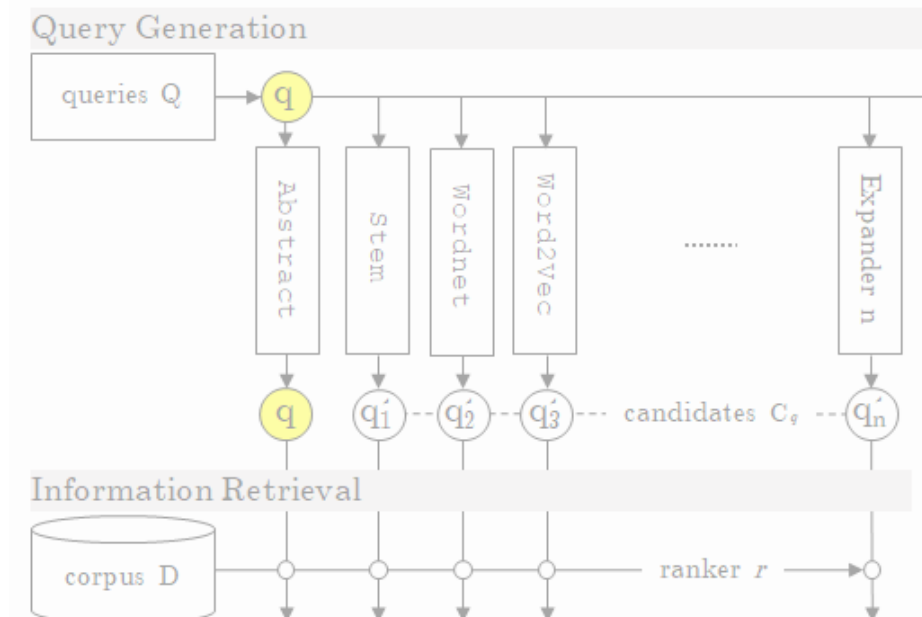 Query Generation
queries Q
q
Abstract
Stem
Wordnet
Word2Vec
........
Expander n
q
q′1
q′2
q′3
candidates Cq
q′n
Information Retrieval
corpus D
ranker r